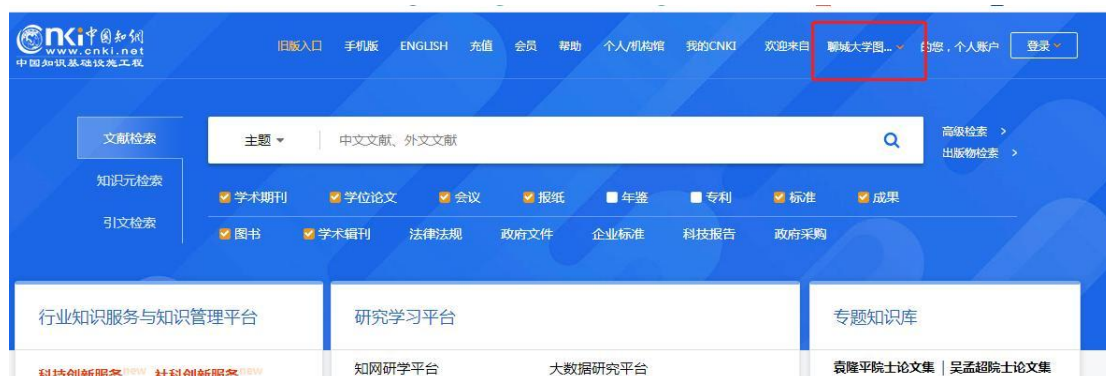 cnki中国知网
www.cnki.net
中国知识基础设施工程
旧版入口 手机版 ENGLISH 充值 会员 帮助 个人/机构馆 我的CNKI 欢迎来自 聊城大学图... 的您，个人账户 登录
文献检索
主题 中文文献、外文文献
高级检索 >
出版物检索 >
知识元检索
引文检索
学术期刊 学位论文 会议 报纸 年鉴 专利 标准 成果
图书 学术辑刊 法律法规 政府文件 企业标准 科技报告 政府采购
行业知识服务与知识管理平台 研究学习平台 专题知识库
科技创新服务new 社科创新服务new
知网研学平台 大数据研究平台
袁隆平院士论文集 | 吴孟超院士论文集